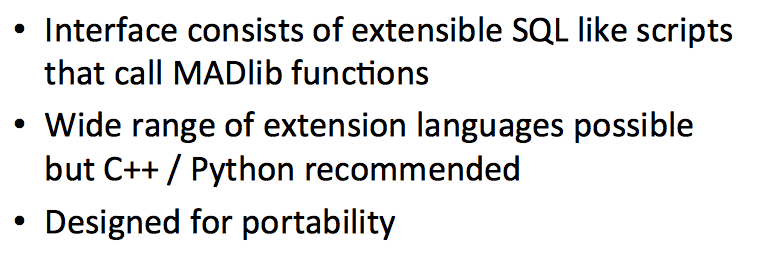 • Interface consists of extensible SQL like scripts
that call MADlib functions
• Wide range of extension languages possible
but C++ / Python recommended
• Designed for portability